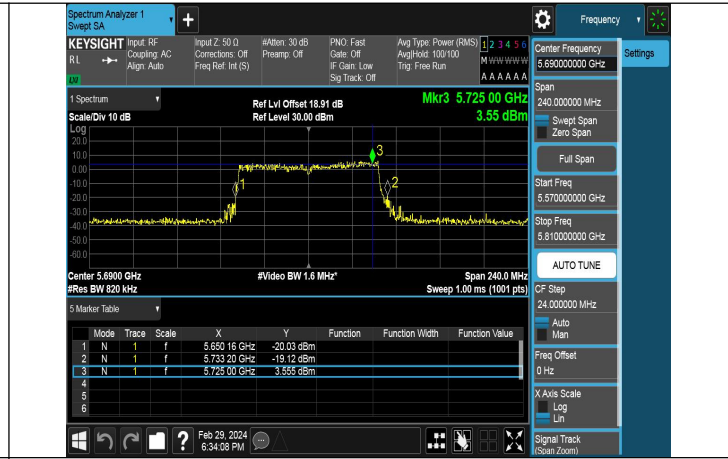 Spectrum Analyzer 1
Swept SA
+
Frequency
KEYSIGHT
RL
LXI
Input: RF
Coupling: AC
Align: Auto
Input Z: 50 Ω
Corrections: Off
Freq Ref: Int (S)
#Atten: 30 dB
Preamp: Off
PNO: Fast
Gate: Off
IF Gain: Low
Sig Track: Off
Avg Type: Power (RMS)
Avg|Hold: 100/100
Trig: Free Run
1 2 3 4 5 6
M W W W W W
A A A A A A
Center Frequency
5.690000000 GHz
Settings
Span
240.000000 MHz
Swept Span
Zero Span
Full Span
Start Freq
5.570000000 GHz
Stop Freq
5.810000000 GHz
AUTO TUNE
CF Step
24.000000 MHz
Auto
Man
Freq Offset
0 Hz
X Axis Scale
Log
Lin
Signal Track
(Span Zoom)
1 Spectrum
Scale/Div 10 dB
Ref Lvl Offset 18.91 dB
Ref Level 30.00 dBm
Mkr3 5.725 00 GHz
3.55 dBm
Log
20.0
10.0
0.00
-10.0
-20.0
-30.0
-40.0
-50.0
-60.0
1
2
3
Center 5.6900 GHz
#Res BW 820 kHz
#Video BW 1.6 MHz*
Span 240.0 MHz
Sweep 1.00 ms (1001 pts)
5 Marker Table
Mode Trace Scale X Y Function Function Width Function Value
1 N 1 f 5.650 16 GHz -20.03 dBm
2 N 1 f 5.733 20 GHz -19.12 dBm
3 N 1 f 5.725 00 GHz 3.555 dBm
4
5
6
?
Feb 29, 2024
6:34:08 PM